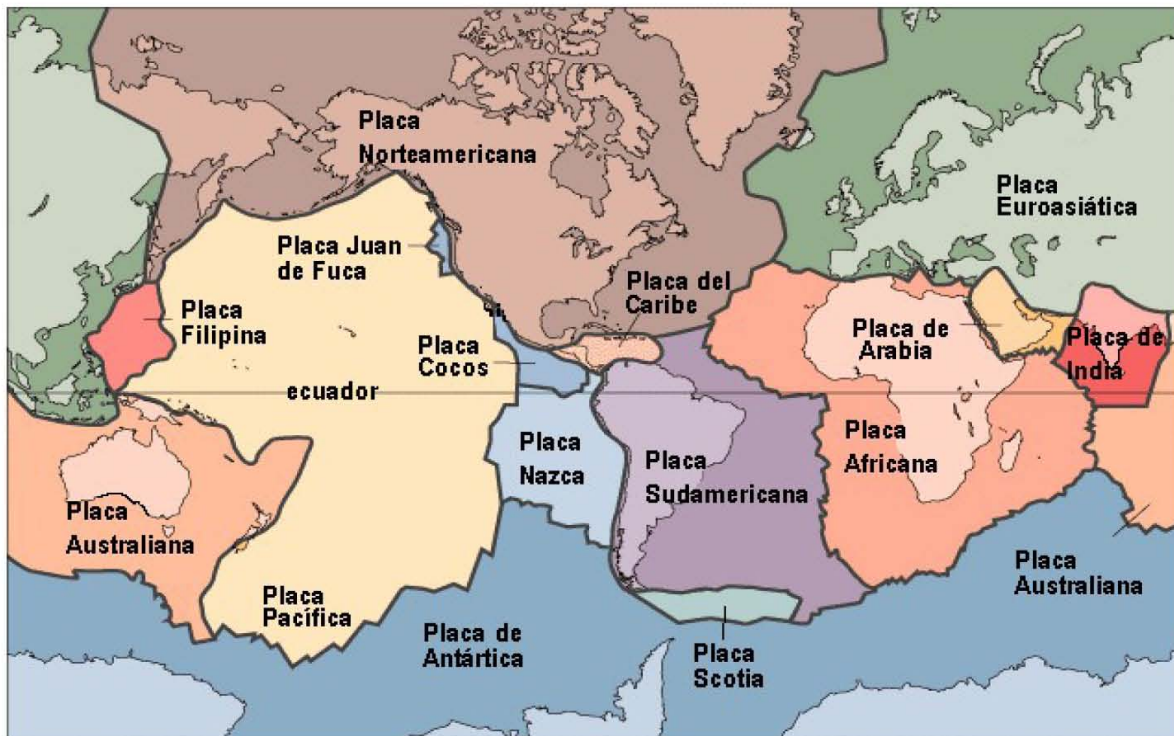 Placa
Norteamericana
Placa
Euroasiática
Placa Juan
de Fuca
Placa del
Caribe
Placa
Filipina
Placa de
Arabia
Placa de
Indiá
Placa
Cocos
ecuador
Placa
Nazca
Placa
Sudamericana
Placa
Africana
Placa
Australiana
Placa
Australiana
Placa
Pacífica
Placa de
Antártica
Placa
Scotia